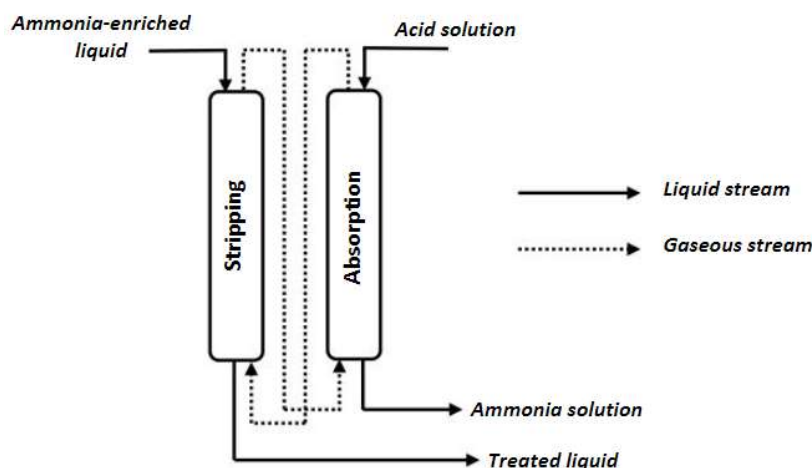 Ammonia-enriched
liquid
Acid solution
Stripping
Absorption
Liquid stream
Gaseous stream
Ammonia solution
Treated liquid